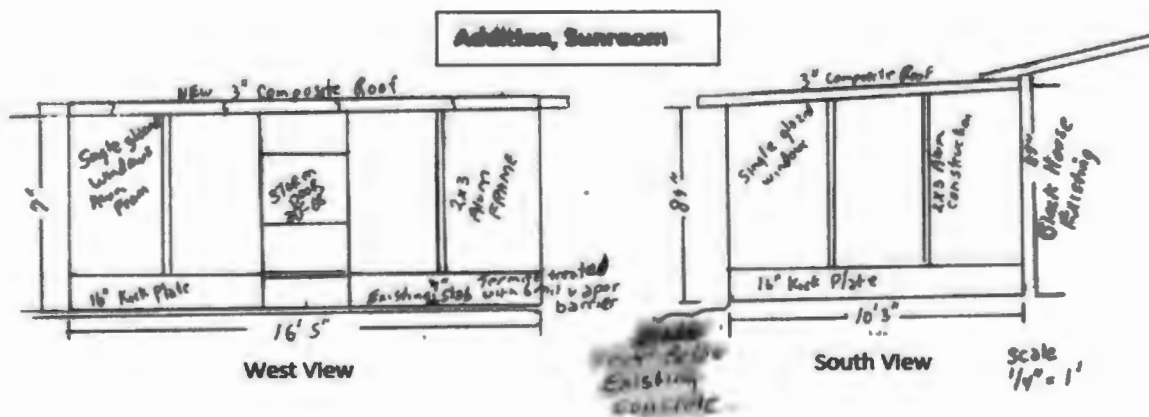 Addition, Sunroom
NEW 3" Composite Roof
Single glazed
windows
Alum
Fram
STORM
DOOR
2x3
Alum
FRAME
16" Kick Plate
Existing Slab
Termite treated
with 6 mil vapor
barrier
16' 5"
West View
3" Composite Roof
Single glazed
window
2x3 Alum
construction
84"
Block House
Existing
16" Kick Plate
10' 3"
South View
Existing
Concrete
Scale
1/4" = 1'